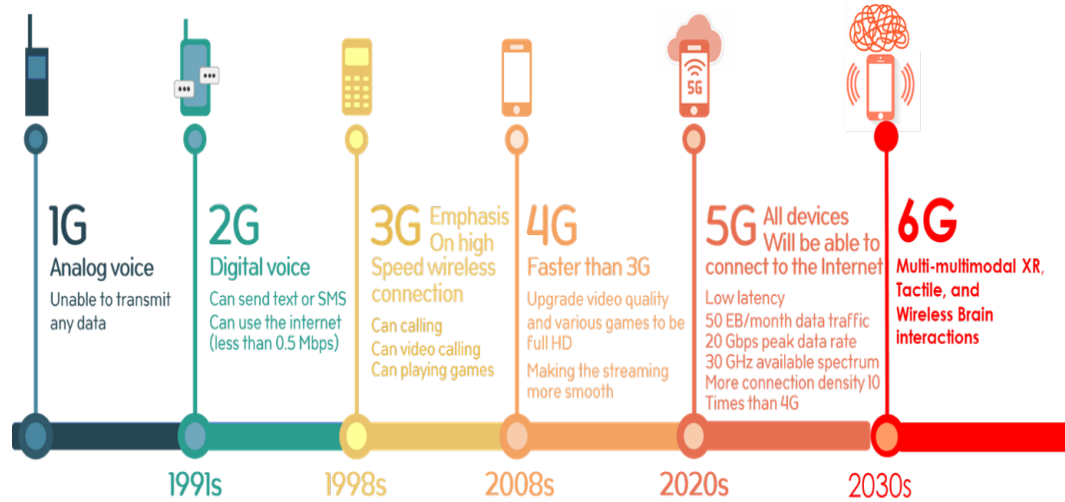 5G
1G
Analog voice
Unable to transmit
any data
2G
Digital voice
Can send text or SMS
Can use the internet
(less than 0.5 Mbps)
3G Emphasis
On high
Speed wireless
connection
Can calling
Can video calling
Can playing games
4G
Faster than 3G
Upgrade video quality
and various games to be
full HD
Making the streaming
more smooth
5G All devices
Will be able to
connect to the Internet
Low latency
50 EB/month data traffic
20 Gbps peak data rate
30 GHz available spectrum
More connection density 10
Times than 4G
6G
Multi-multimodal XR,
Tactile, and
Wireless Brain
interactions
1991s
1998s
2008s
2020s
2030s